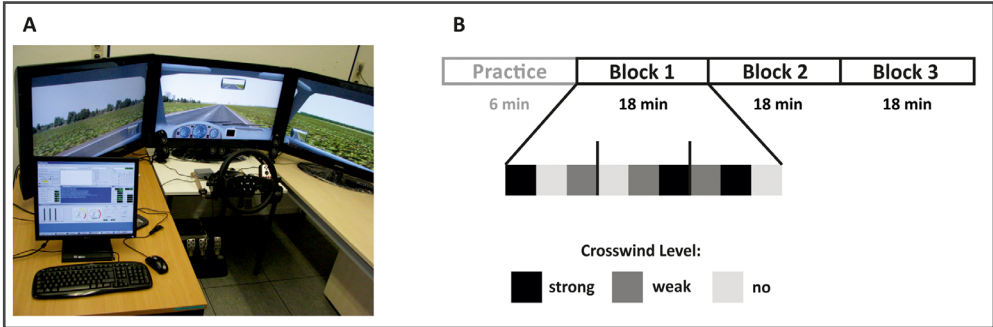 A
B
Practice Block 1 Block 2 Block 3
6 min 18 min 18 min 18 min
Crosswind Level:
strong weak no